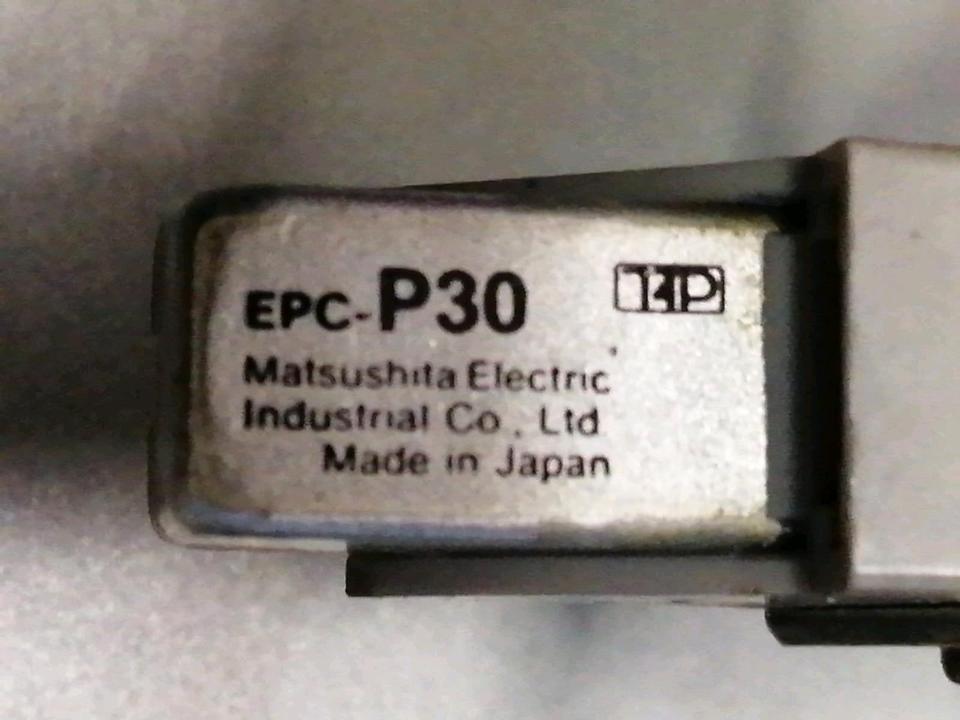 EPC-P30
Matsushita Electric
Industrial Co., Ltd
Made in Japan